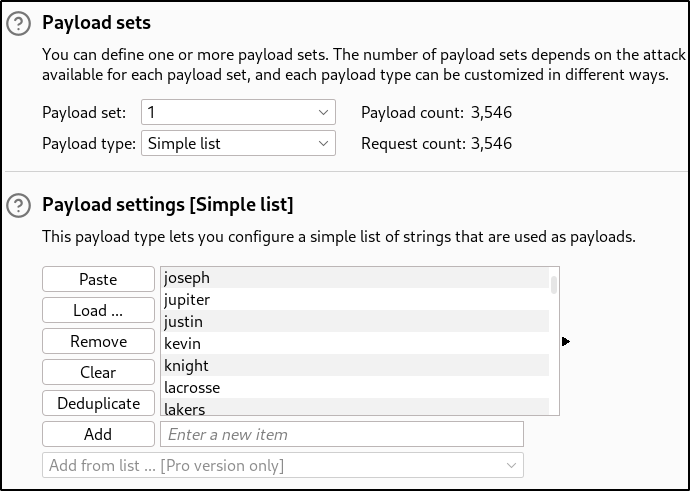 Payload sets
You can define one or more payload sets. The number of payload sets depends on the attack
available for each payload set, and each payload type can be customized in different ways.
Payload set: 1 Payload count: 3,546
Payload type: Simple list Request count: 3,546
Payload settings [Simple list]
This payload type lets you configure a simple list of strings that are used as payloads.
Paste joseph
Load ... jupiter
justin
Remove kevin
Clear knight
lacrosse
Deduplicate lakers
Add Enter a new item
Add from list ... [Pro version only]